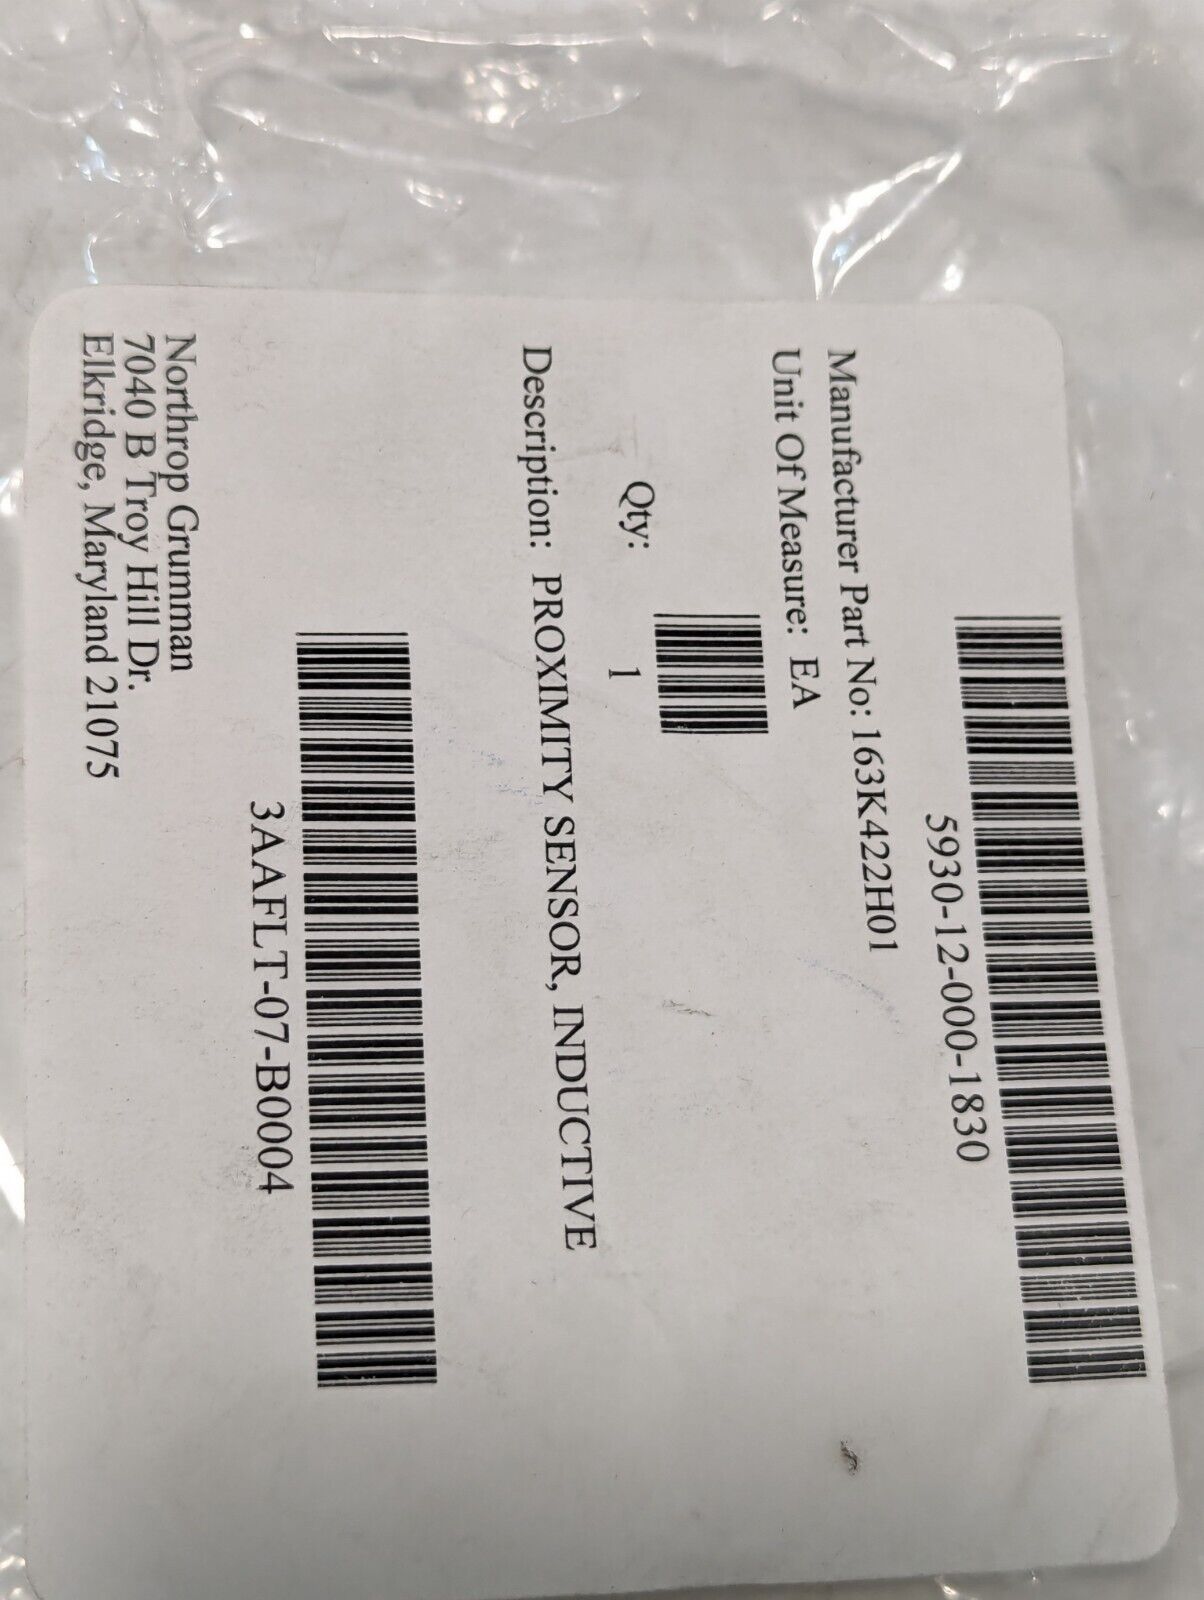 5930-12-000-1830
Manufacturer Part No: 163K422H01
Unit Of Measure: EA
Qty: 1
Description: PROXIMITY SENSOR, INDUCTIVE
3AAFLT-07-B0004
Northrop Grumman
7040 B Troy Hill Dr.
Elkridge, Maryland 21075